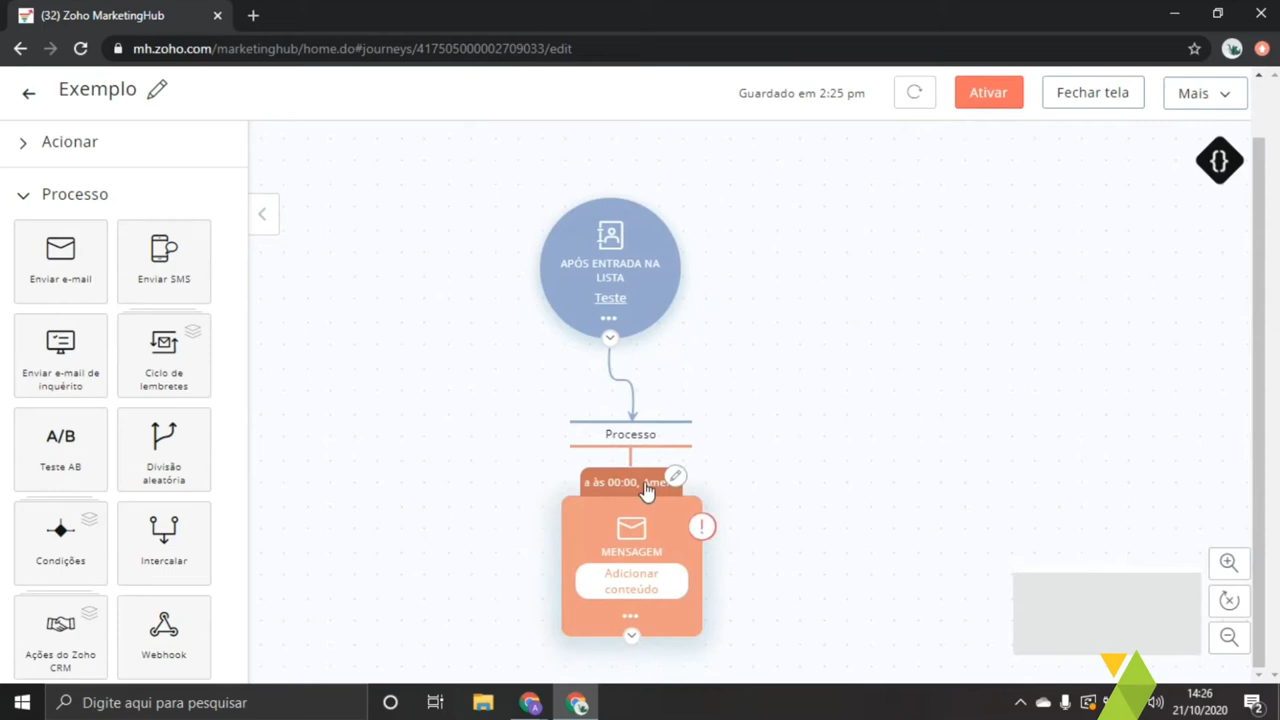 (32) Zoho MarketingHub
mh.zoho.com/marketinghub/home.do#journeys/417505000002709033/edit
Exemplo
Guardado em 2:25 pm
Ativar
Fechar tela
Mais
Acionar
Processo
Enviar e-mail
Enviar SMS
Enviar e-mail de
inquérito
Ciclo de
lembretes
A/B
Teste AB
Divisão
aleatória
Condições
Intercalar
Ações do Zoho
CRM
Webhook
{}
APÓS ENTRADA NA
LISTA
Teste
Processo
a às 00:00,
!
MENSAGEM
Adicionar
conteúdo
Digite aqui para pesquisar
14:26
21/10/2020
2